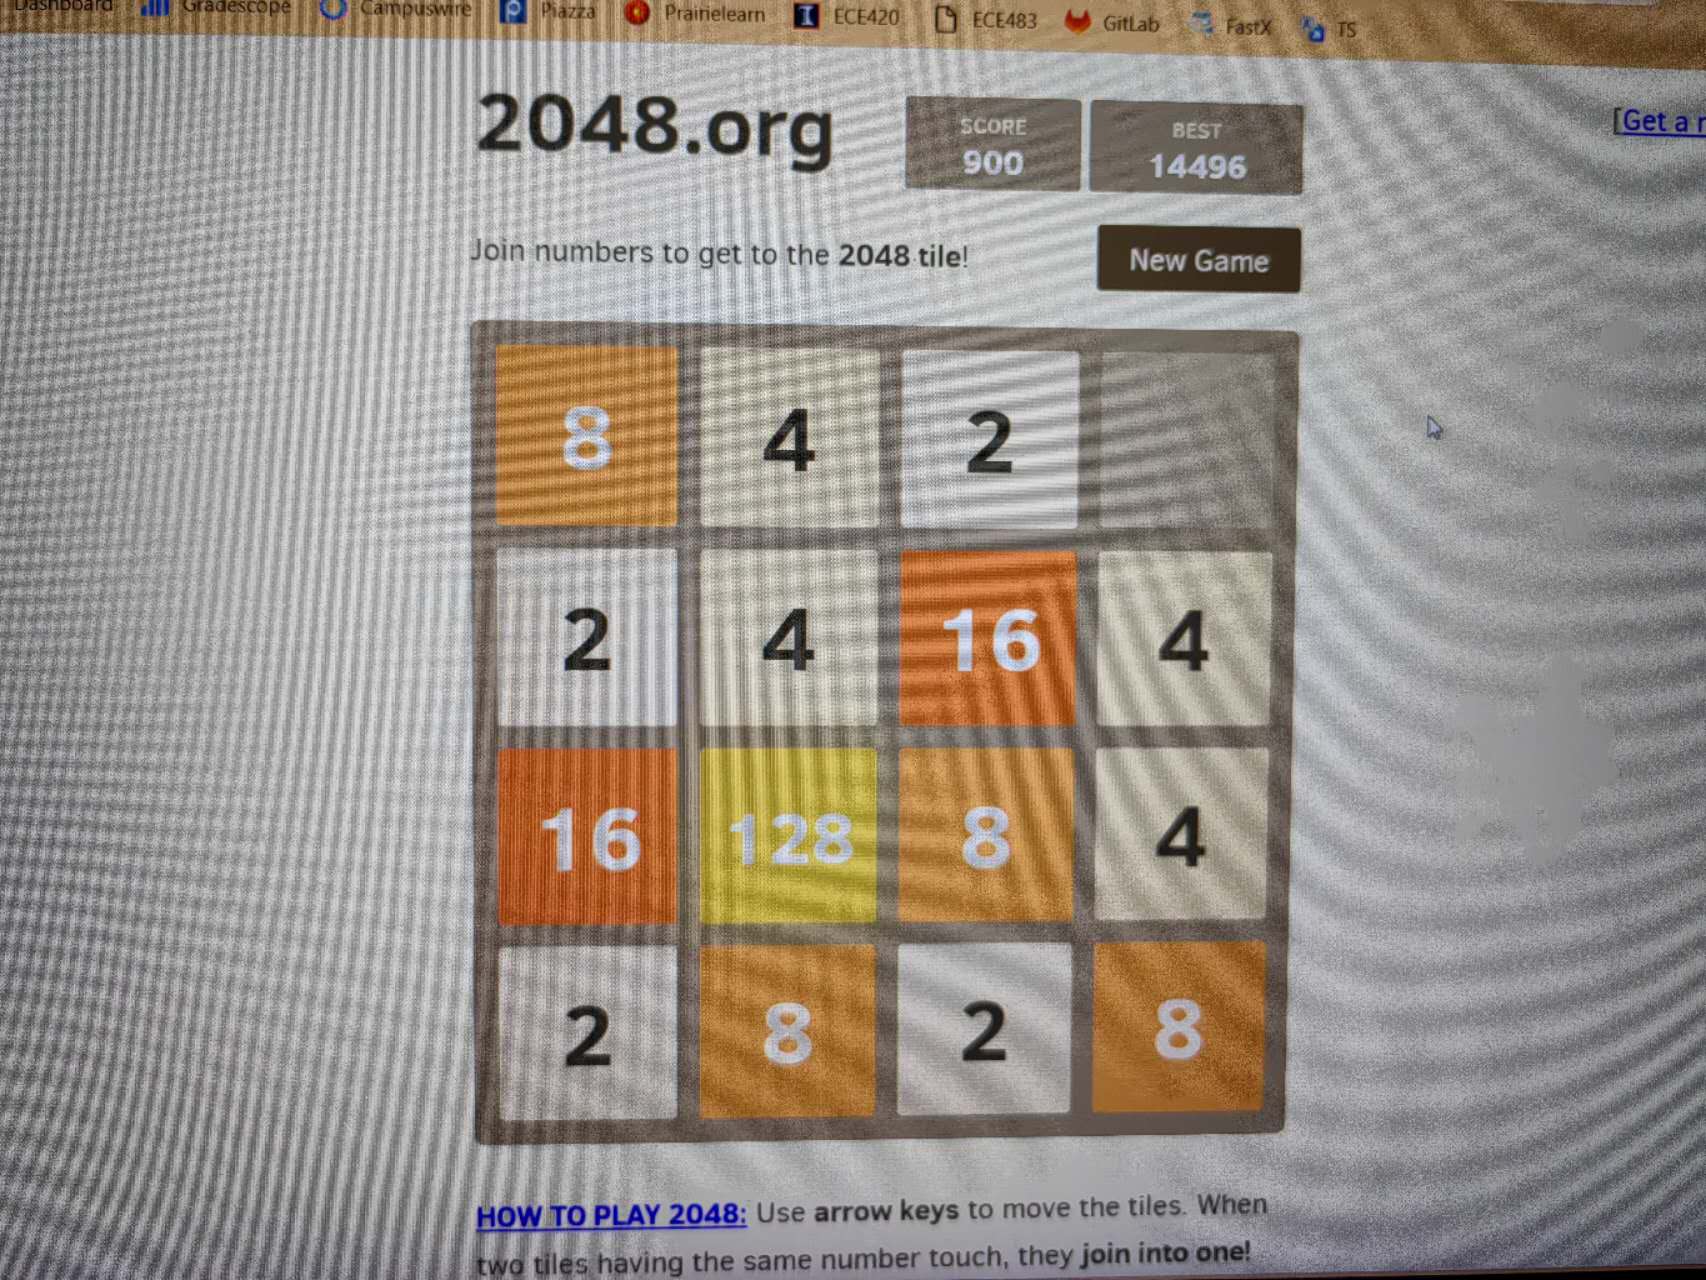 Dashboard Gradescope Campuswire Piazza Prairielearn ECE420 ECE483 GitLab FastX TS
2048.org
SCORE
900
BEST
14496
[Get a
Join numbers to get to the 2048 tile!
New Game
8 4 2
2 4 16 4
16 128 8 4
2 8 2 8
HOW TO PLAY 2048: Use arrow keys to move the tiles. When
two tiles having the same number touch, they join into one!